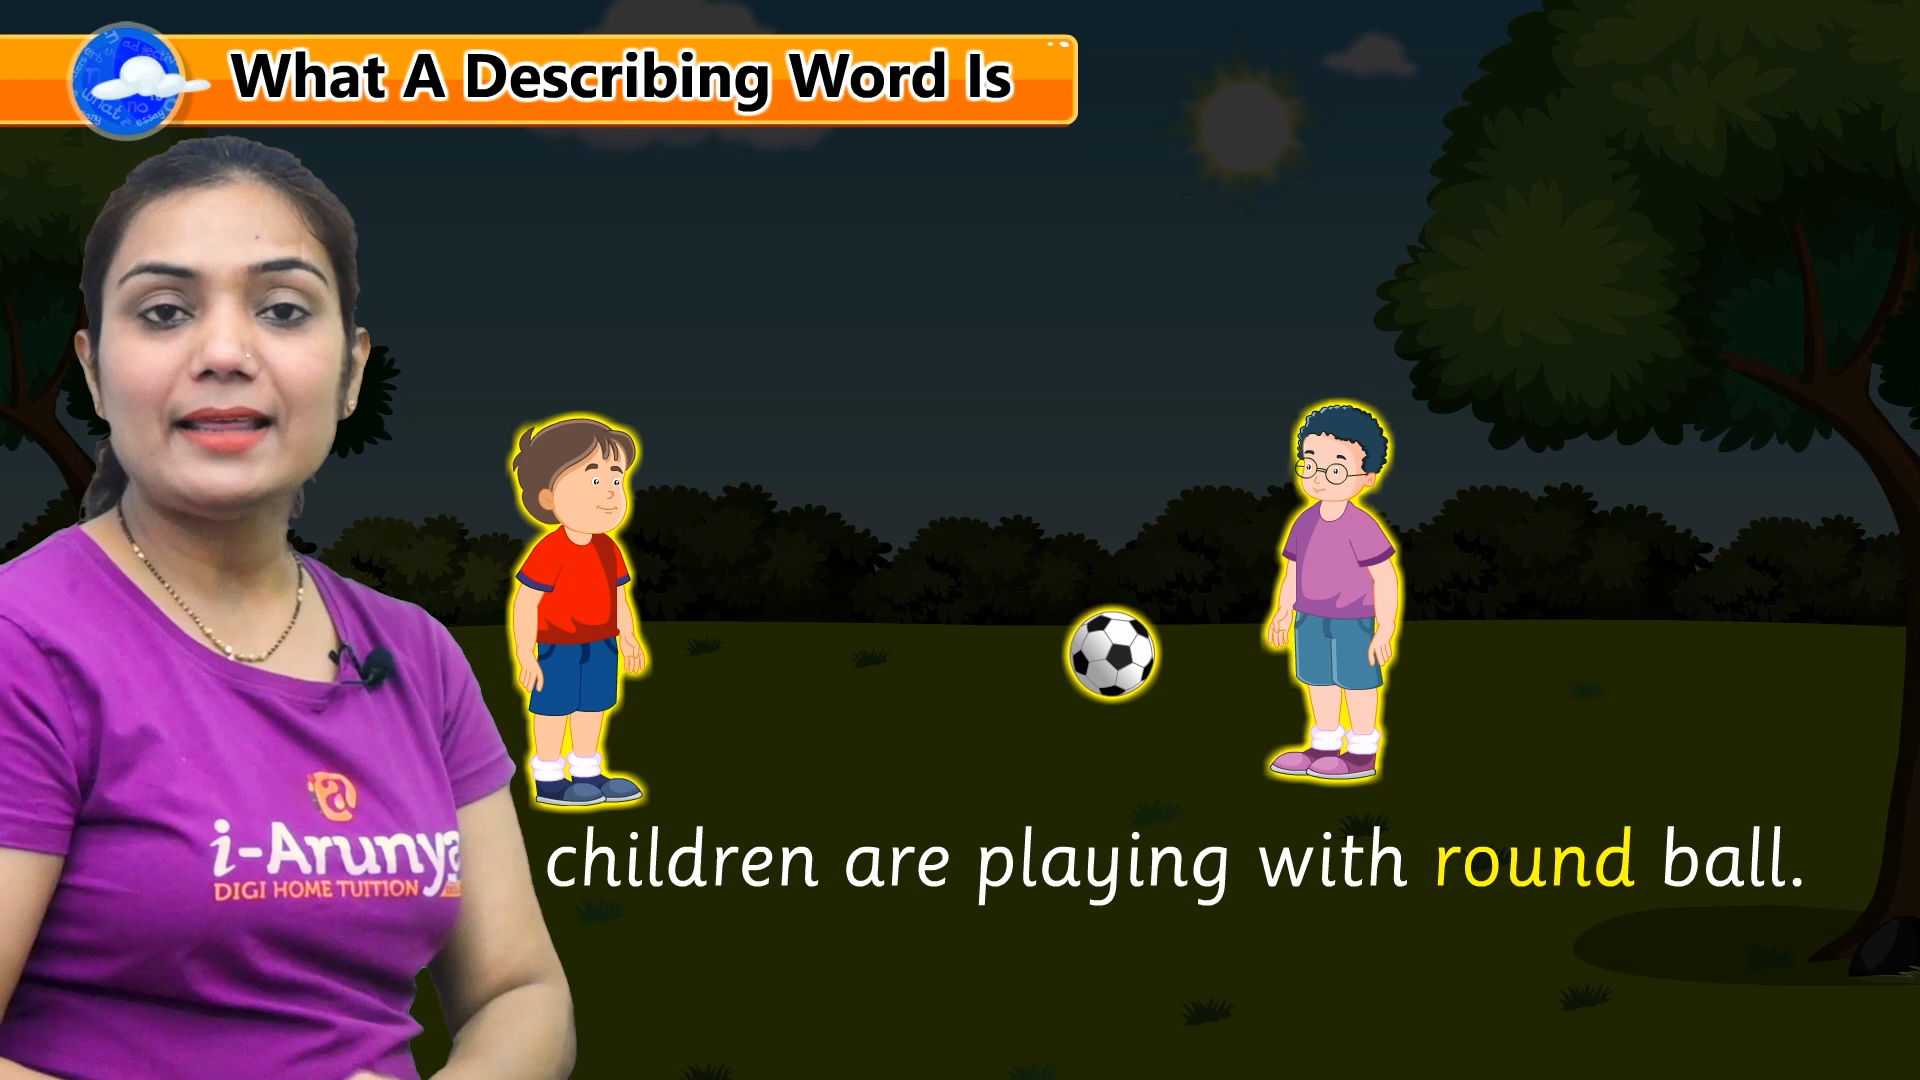 What A Describing Word Is
i-Arunya
DIGI HOME TUITION
children are playing with round ball.